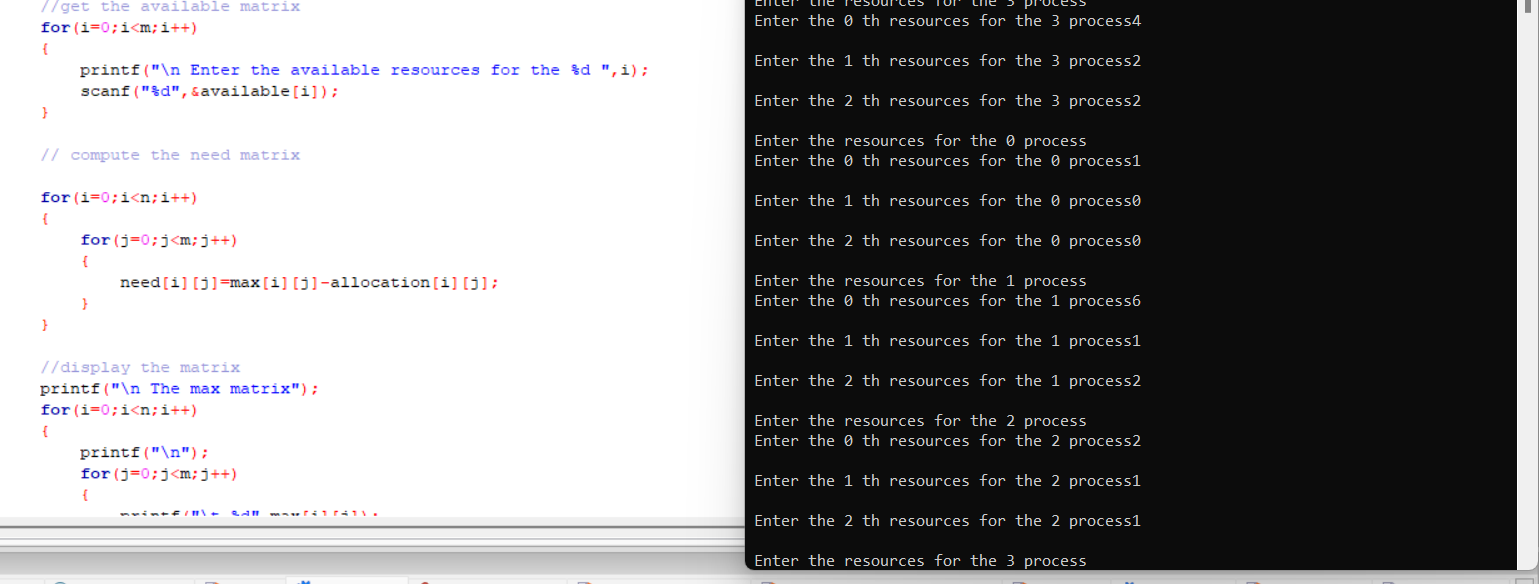 //get the available matrix
for(i=0;i<m;i++)
{
printf("\n Enter the available resources for the %d ",i);
scanf("%d",&available[i]);
}
// compute the need matrix
for(i=0;i<n;i++)
{
for(j=0;j<m;j++)
{
need[i][j]=max[i][j]-allocation[i][j];
}
}
//display the matrix
printf("\n The max matrix");
for(i=0;i<n;i++)
{
printf("\n");
for(j=0;j<m;j++)
{
printf("\t %d",max[i][j]);
Enter the resources for the 3 process
Enter the 0 th resources for the 3 process4
Enter the 1 th resources for the 3 process2
Enter the 2 th resources for the 3 process2
Enter the resources for the 0 process
Enter the 0 th resources for the 0 process1
Enter the 1 th resources for the 0 process0
Enter the 2 th resources for the 0 process0
Enter the resources for the 1 process
Enter the 0 th resources for the 1 process6
Enter the 1 th resources for the 1 process1
Enter the 2 th resources for the 1 process2
Enter the resources for the 2 process
Enter the 0 th resources for the 2 process2
Enter the 1 th resources for the 2 process1
Enter the 2 th resources for the 2 process1
Enter the resources for the 3 process